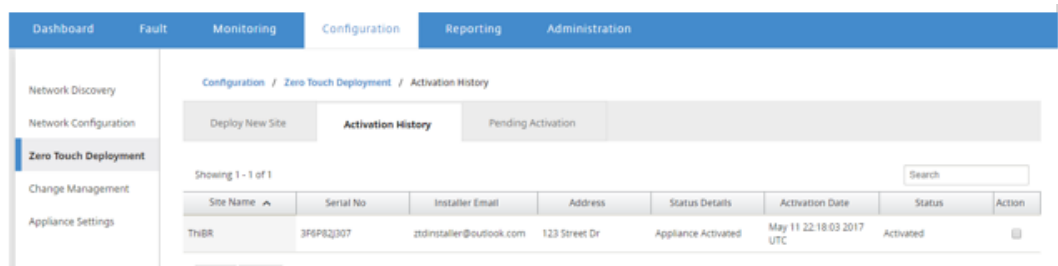 Dashboard Fault Monitoring Configuration Reporting Administration
Configuration / Zero Touch Deployment / Activation History
Network Discovery
Network Configuration
Zero Touch Deployment
Change Management
Appliance Settings
Deploy New Site Activation History Pending Activation
Showing 1 - 1 of 1
Search
Site Name Serial No Installer Email Address Status Details Activation Date Status Action
ThiBR 3F6P82J307 ztdinstaller@outlook.com 123 Street Dr Appliance Activated May 11 22:18:03 2017 Activated
UTC